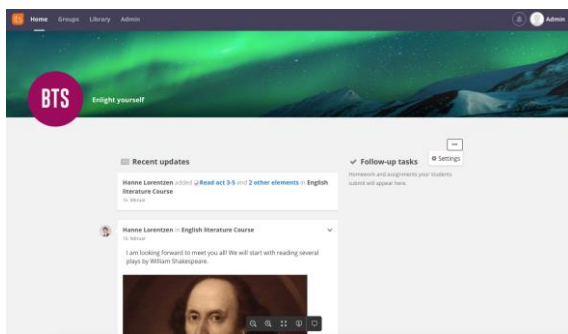 its
Home Groups Library Admin
Admin
BTS
Enlight yourself
Settings
Recent updates
Follow-up tasks
Hanne Lorentzen added Read act 3-5 and 2 other elements in English
literature Course
Homework and assignments your students
submit will appear here.
Hanne Lorentzen in English literature Course
I am looking forward to meet you all! We will start with reading several
plays by William Shakespeare.